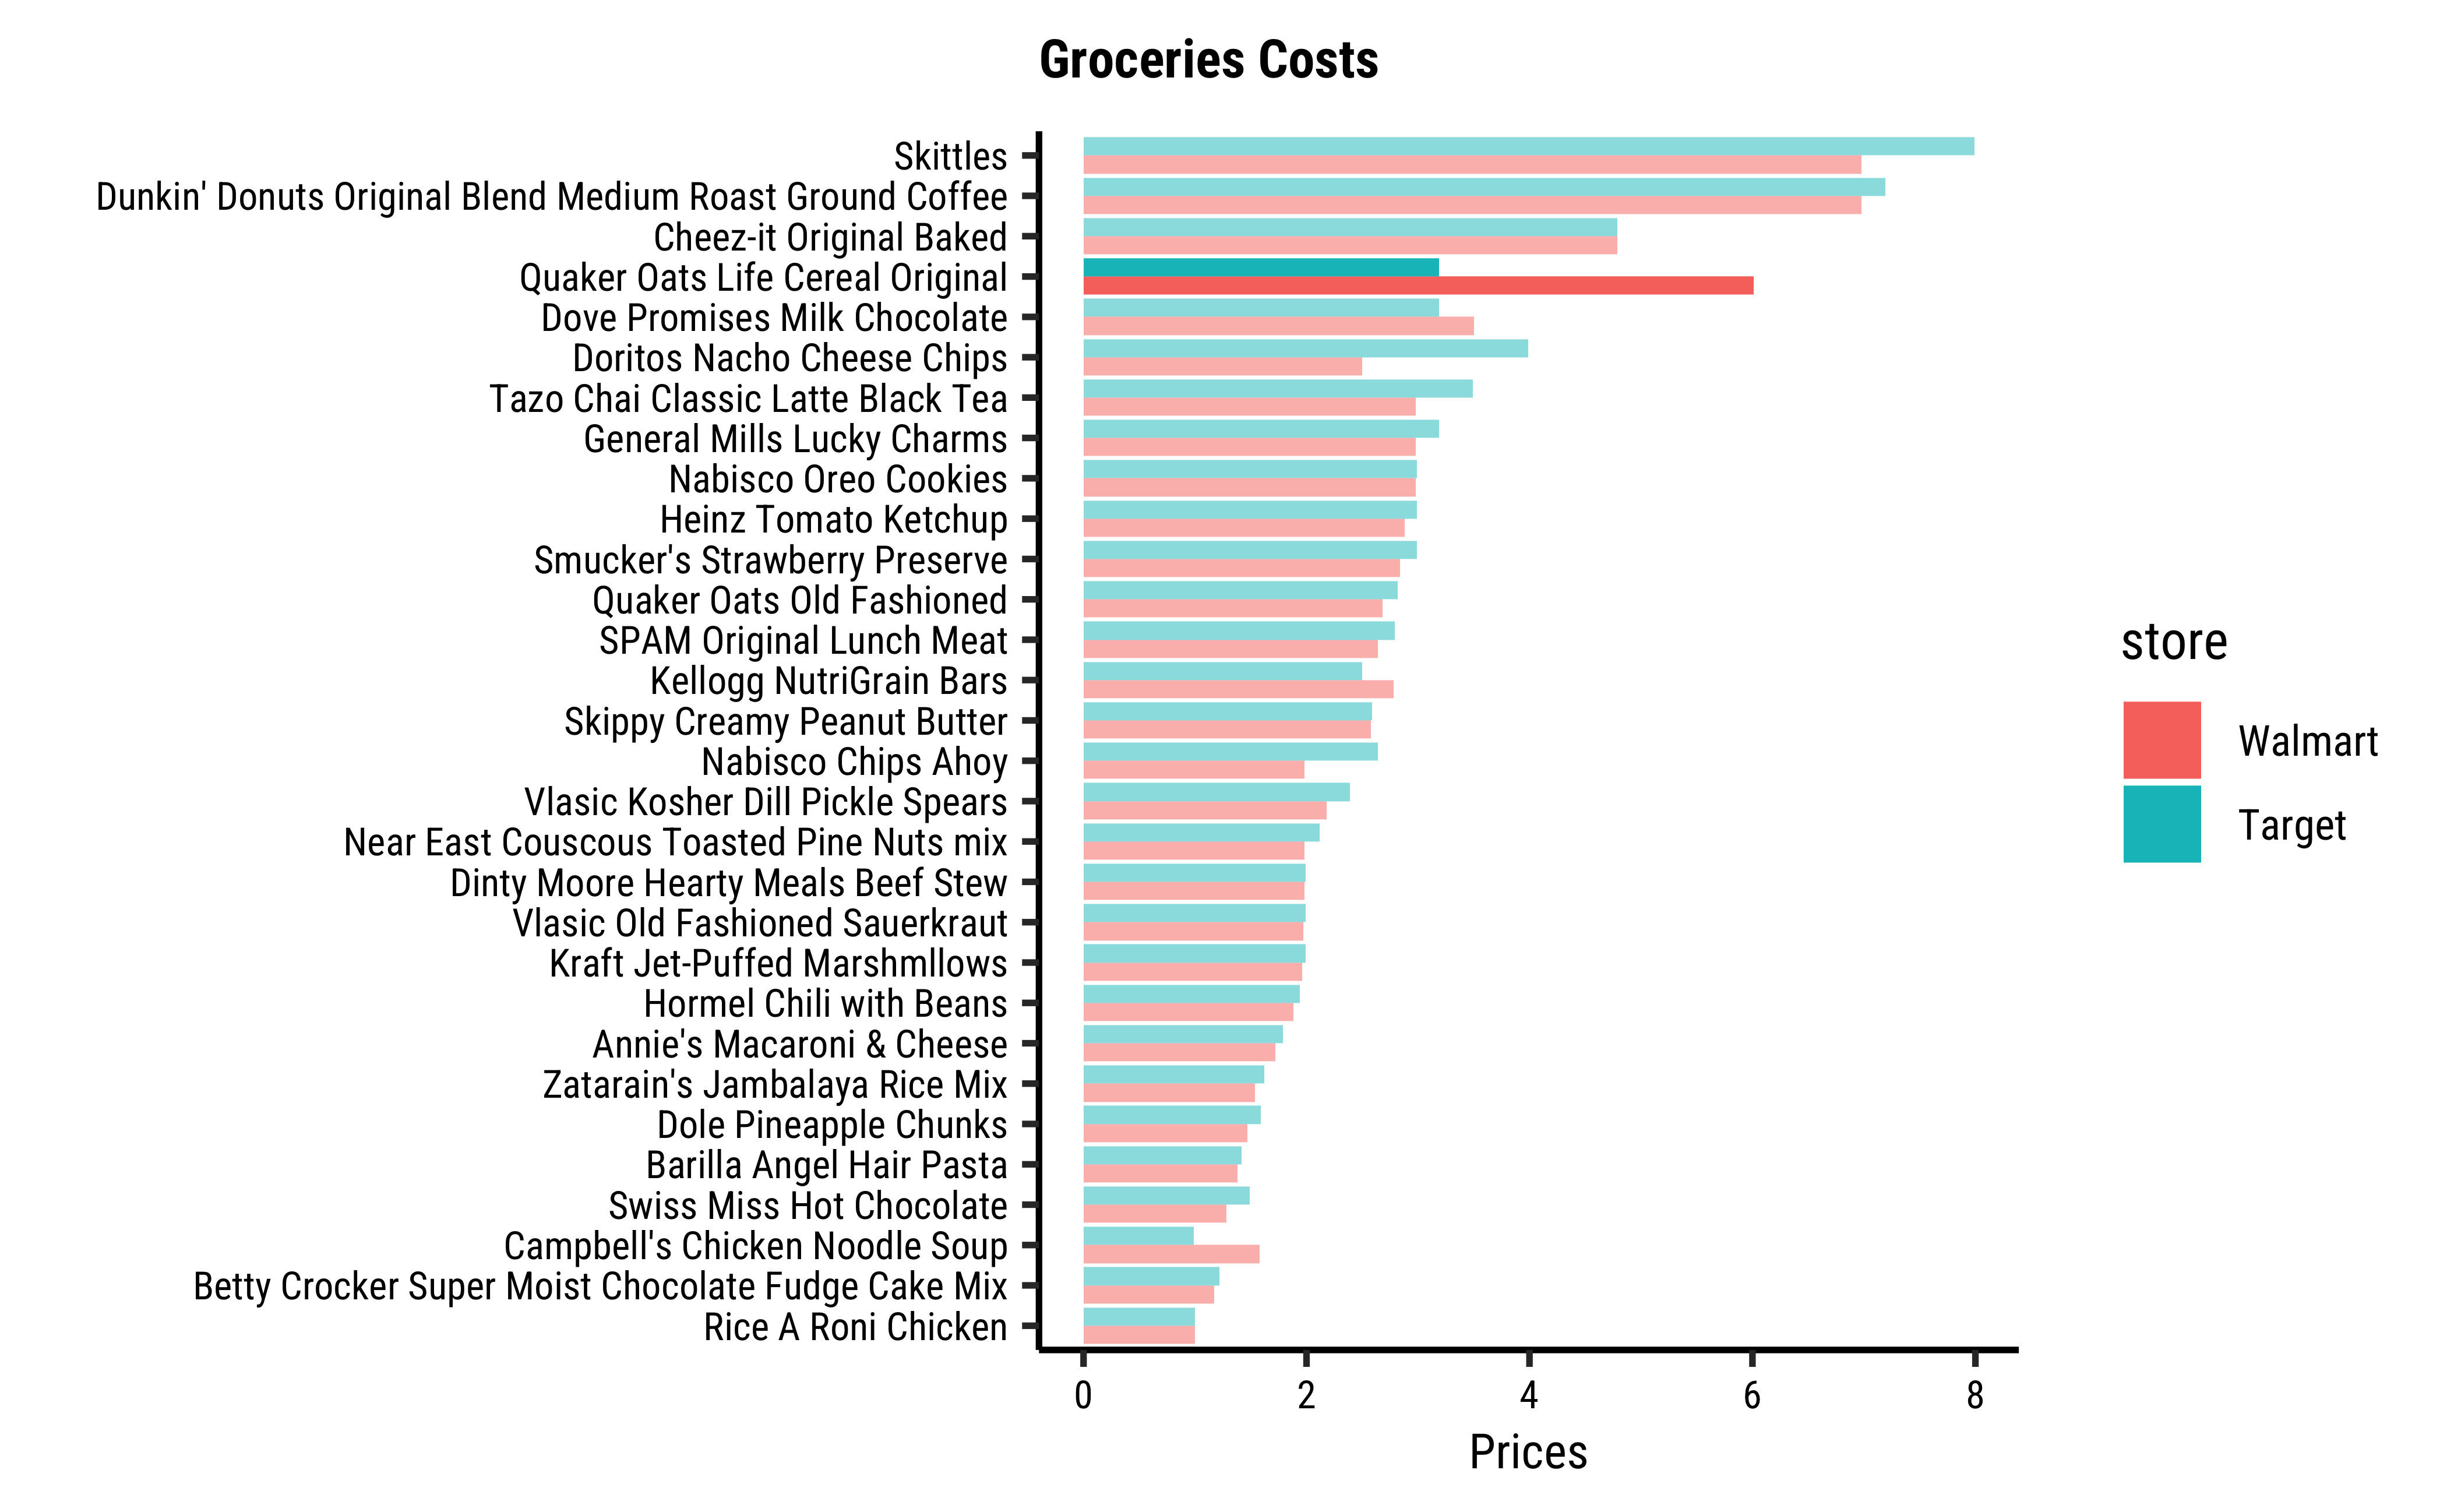 Groceries Costs
Skittles
Dunkin' Donuts Original Blend Medium Roast Ground Coffee
Cheez-it Original Baked
Quaker Oats Life Cereal Original
Dove Promises Milk Chocolate
Doritos Nacho Cheese Chips
Tazo Chai Classic Latte Black Tea
General Mills Lucky Charms
Nabisco Oreo Cookies
Heinz Tomato Ketchup
Smucker's Strawberry Preserve
Quaker Oats Old Fashioned
SPAM Original Lunch Meat
Kellogg NutriGrain Bars
Skippy Creamy Peanut Butter
Nabisco Chips Ahoy
Vlasic Kosher Dill Pickle Spears
Near East Couscous Toasted Pine Nuts mix
Dinty Moore Hearty Meals Beef Stew
Vlasic Old Fashioned Sauerkraut
Kraft Jet-Puffed Marshmllows
Hormel Chili with Beans
Annie's Macaroni & Cheese
Zatarain's Jambalaya Rice Mix
Dole Pineapple Chunks
Barilla Angel Hair Pasta
Swiss Miss Hot Chocolate
Campbell's Chicken Noodle Soup
Betty Crocker Super Moist Chocolate Fudge Cake Mix
Rice A Roni Chicken
0 2 4 6 8
Prices
store
Walmart
Target